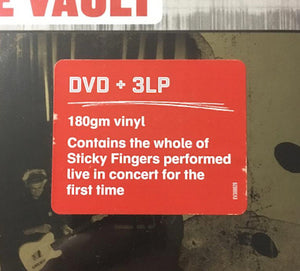 E VAULT
DVD + 3LP
180gm vinyl
Contains the whole of
Sticky Fingers performed
live in concert for the
first time